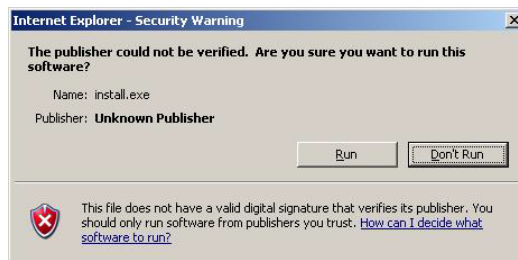 Internet Explorer - Security Warning
The publisher could not be verified. Are you sure you want to run this
software?
Name: install.exe
Publisher: Unknown Publisher
Run Don't Run
This file does not have a valid digital signature that verifies its publisher. You
should only run software from publishers you trust. How can I decide what
software to run?